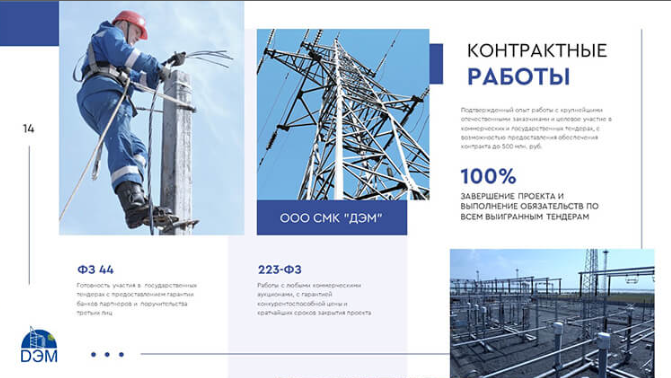 КОНТРАКТНЫЕ
РАБОТЫ
14
Подтвержденный опыт работы с крупнейшими
отечественными заказчиками и целевое участие в
коммерческих и государственных тендерах, с
возможностью предоставления обеспечения
контракта до 500 млн. руб.
100%
ЗАВЕРШЕНИЕ ПРОЕКТА И
ВЫПОЛНЕНИЕ ОБЯЗАТЕЛЬСТВ ПО
ВСЕМ ВЫИГРАННЫМ ТЕНДЕРАМ
ООО СМК "ДЭМ"
ФЗ 44
Готовность участия в государственных
тендерах с предоставлением гарантии
банков партнеров и поручительства
третьих лиц
223-ФЗ
Работы с любыми коммерческими
аукционами, с гарантией
конкурентоспособной цены и
кратчайших сроков закрытия проекта
ДЭМ